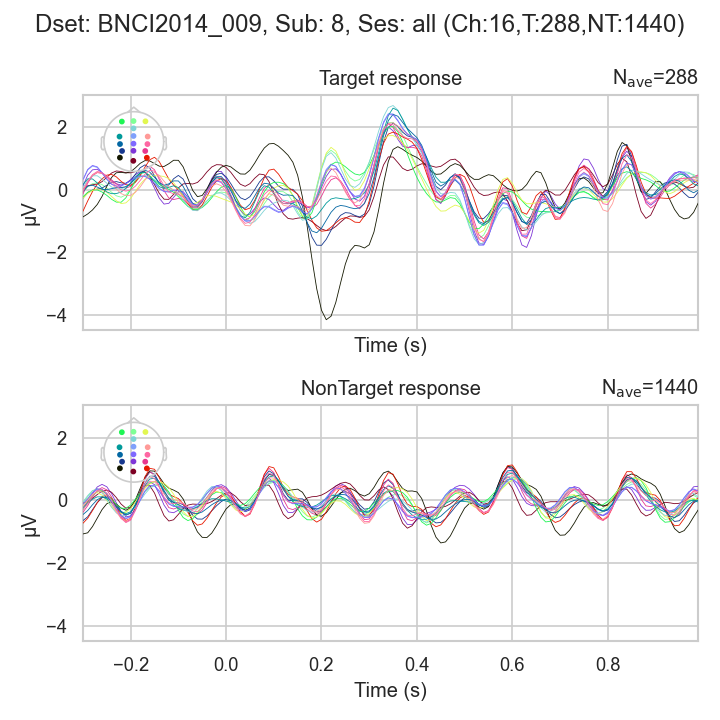 Dset: BNCI2014_009, Sub: 8, Ses: all (Ch:16,T:288,NT:1440)
Target response
N_ave=288
2
0
−2
−4
µV
Time (s)
NonTarget response
N_ave=1440
2
0
−2
−4
µV
−0.2 0.0 0.2 0.4 0.6 0.8
Time (s)